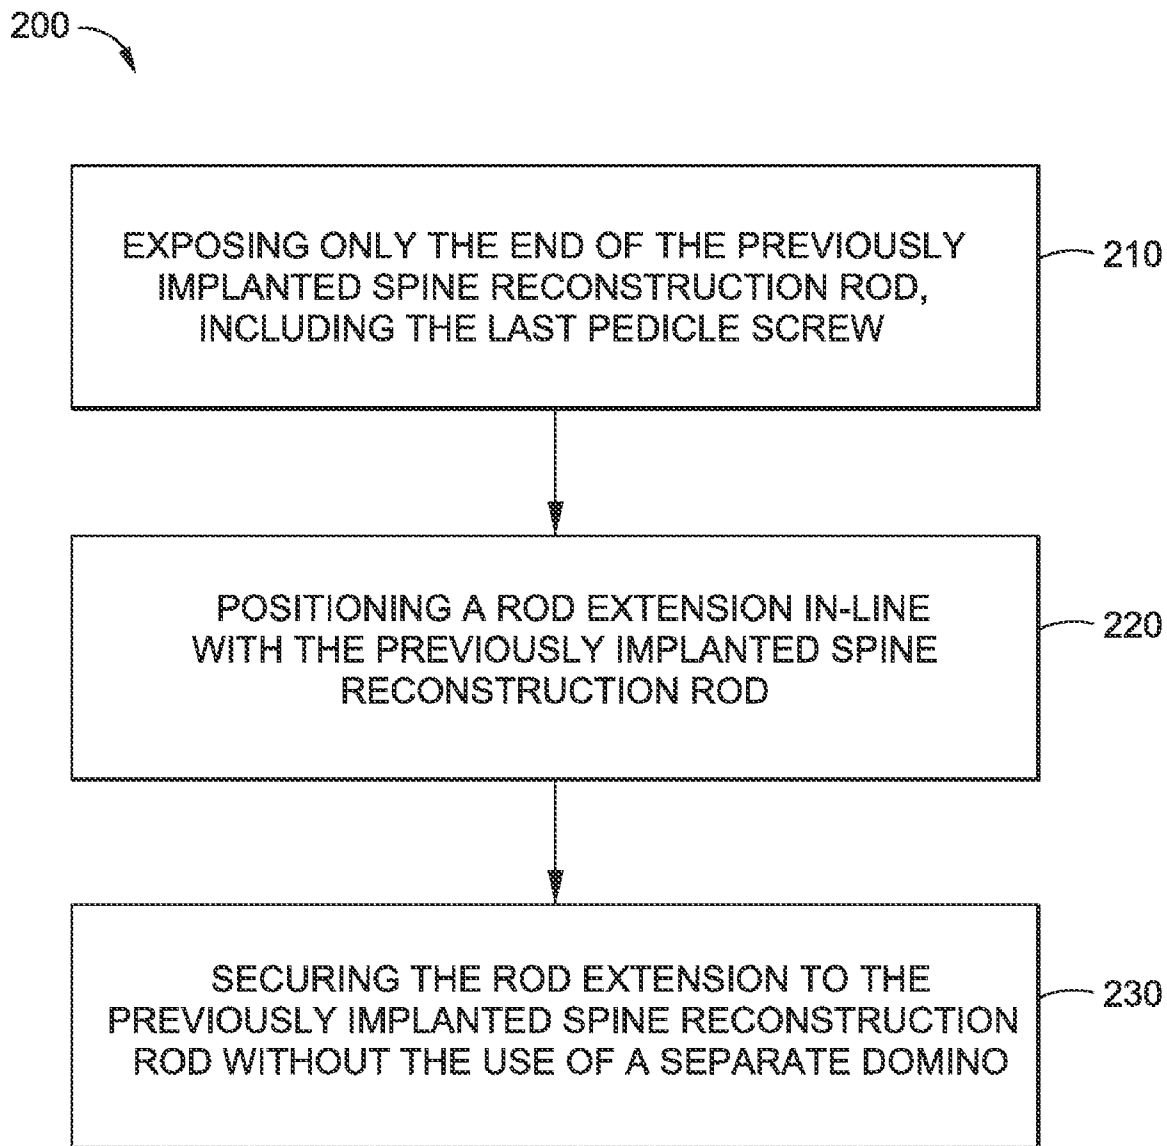 200
EXPOSING ONLY THE END OF THE PREVIOUSLY
IMPLANTED SPINE RECONSTRUCTION ROD,
INCLUDING THE LAST PEDICLE SCREW
210
POSITIONING A ROD EXTENSION IN-LINE
WITH THE PREVIOUSLY IMPLANTED SPINE
RECONSTRUCTION ROD
220
SECURING THE ROD EXTENSION TO THE
PREVIOUSLY IMPLANTED SPINE RECONSTRUCTION
ROD WITHOUT THE USE OF A SEPARATE DOMINO
230